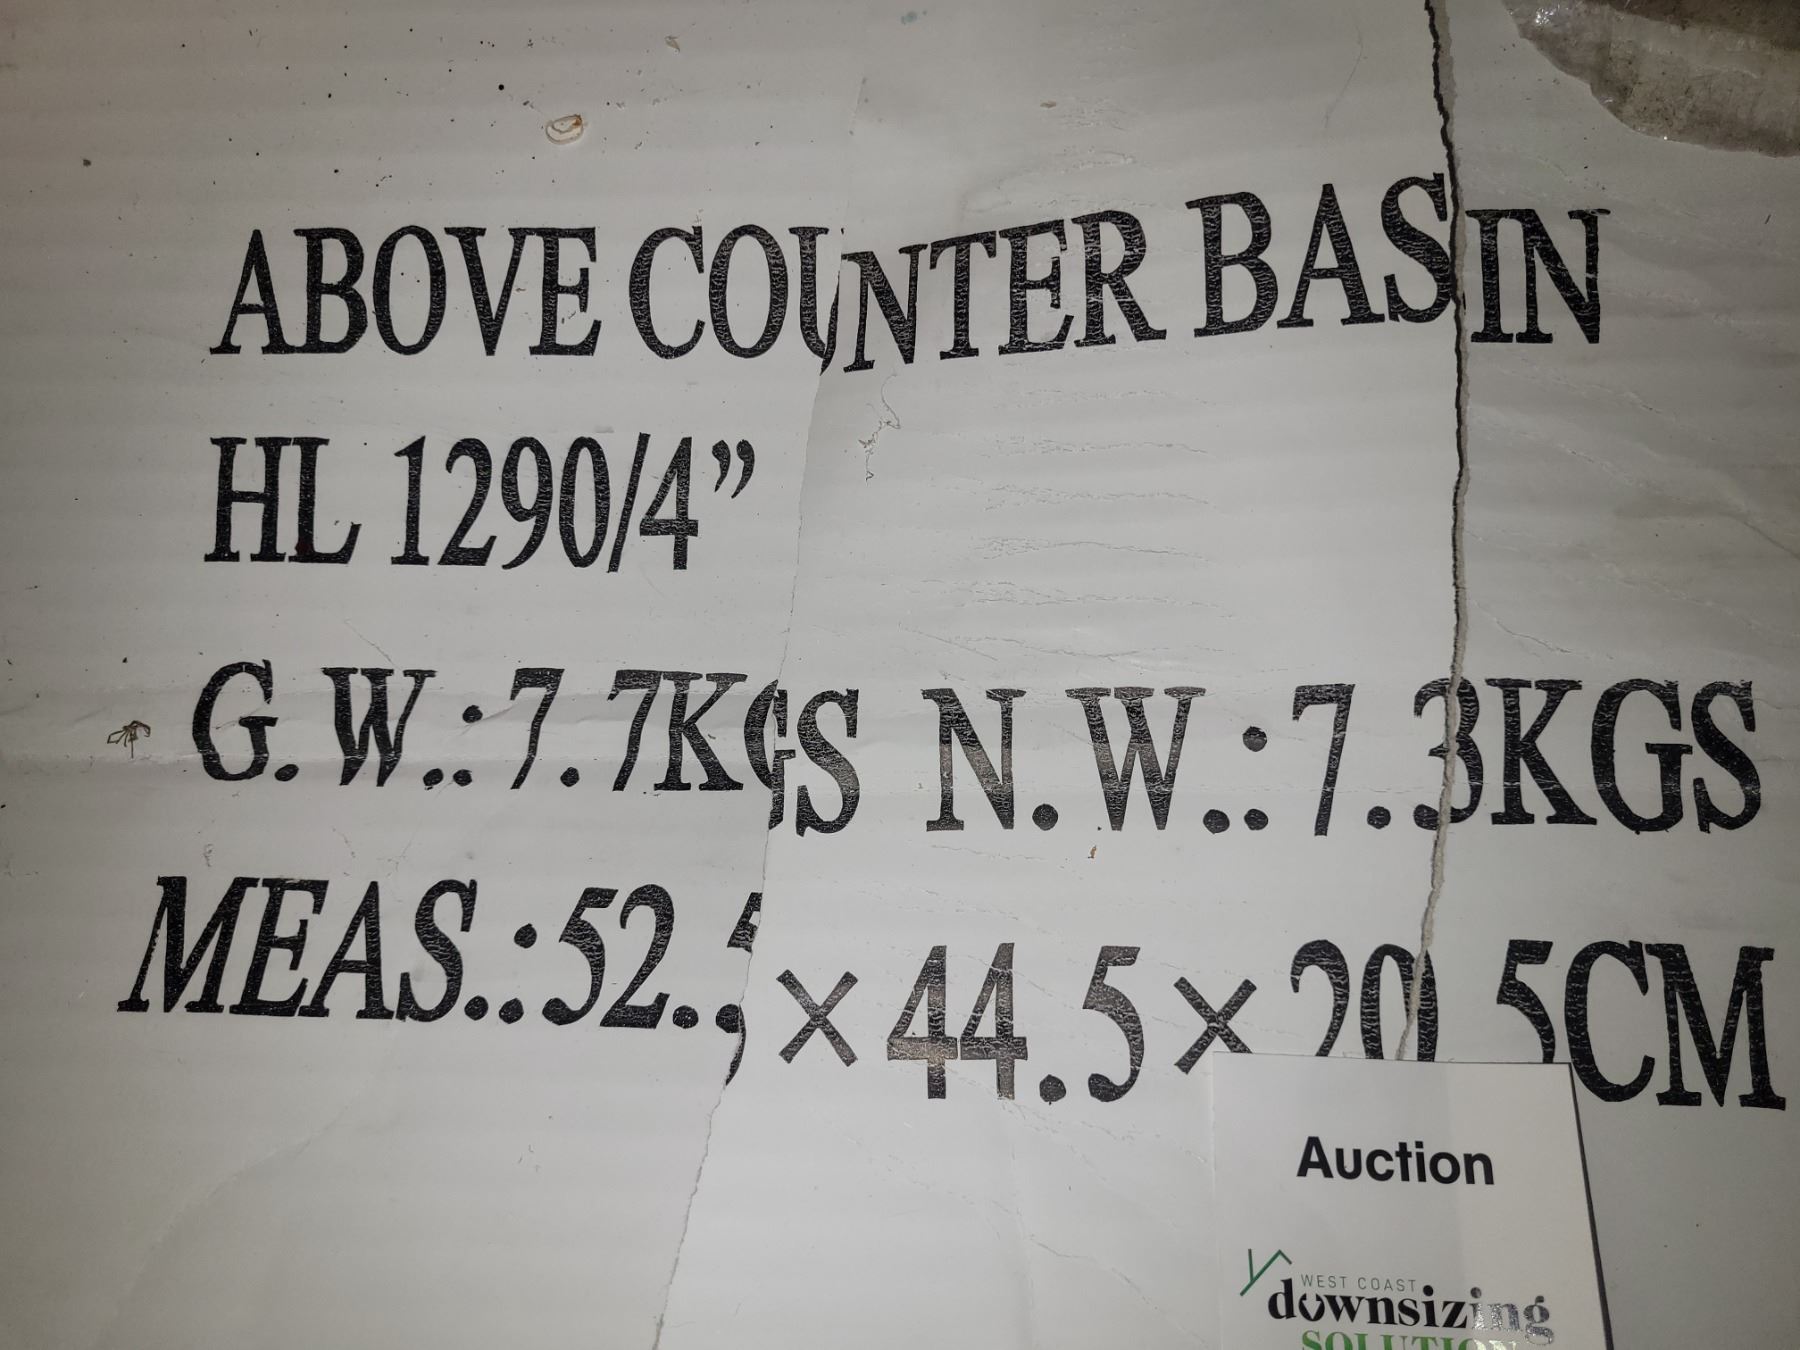 ABOVE COUNTER BASIN
HL 1290/4”
G.W.:7.7KGS N.W.:7.3KGS
MEAS.:52.5×44.5×20.5CM
Auction
WEST COAST
downsizing
SOLUTION